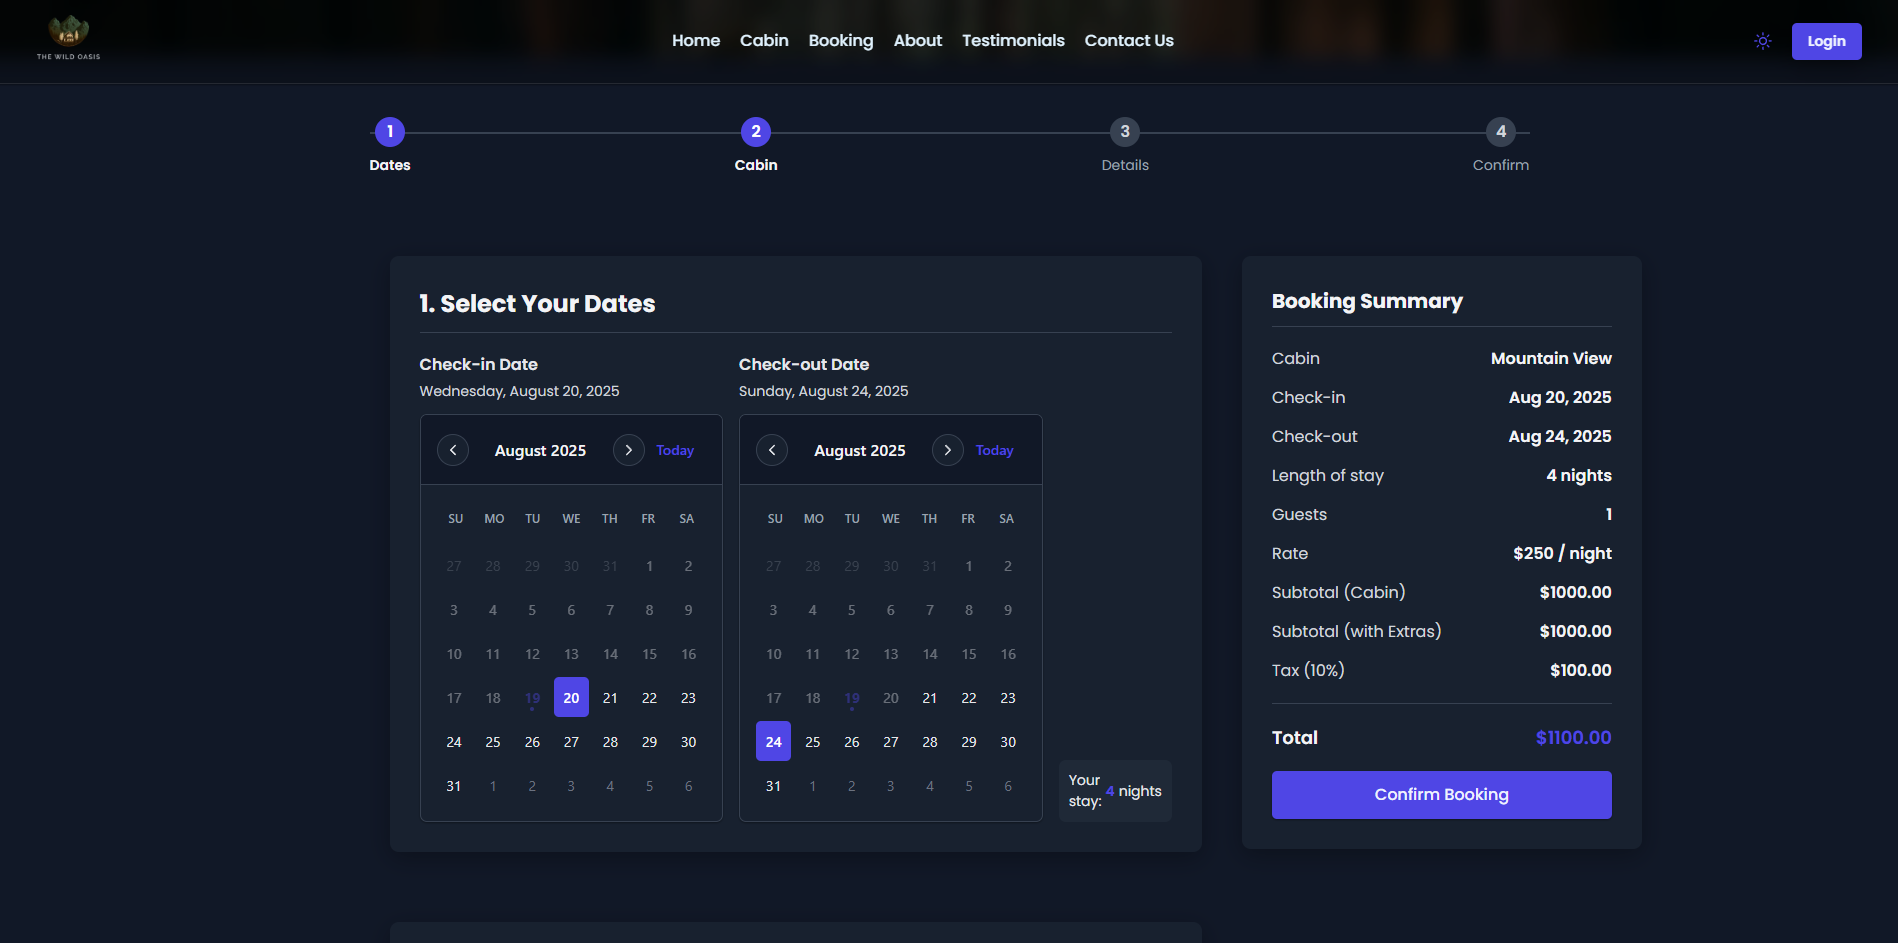 THE WILD OASIS
Home Cabin Booking About Testimonials Contact Us
Login
1 2 3 4
Dates Cabin Details Confirm
1. Select Your Dates
Check-in Date
Wednesday, August 20, 2025
August 2025 Today
SU MO TU WE TH FR SA
27 28 29 30 31 1 2
3 4 5 6 7 8 9
10 11 12 13 14 15 16
17 18 19 20 21 22 23
24 25 26 27 28 29 30
31 1 2 3 4 5 6
Check-out Date
Sunday, August 24, 2025
August 2025 Today
SU MO TU WE TH FR SA
27 28 29 30 31 1 2
3 4 5 6 7 8 9
10 11 12 13 14 15 16
17 18 19 20 21 22 23
24 25 26 27 28 29 30
31 1 2 3 4 5 6
Your
stay: 4 nights
Booking Summary
Cabin Mountain View
Check-in Aug 20, 2025
Check-out Aug 24, 2025
Length of stay 4 nights
Guests 1
Rate $250 / night
Subtotal (Cabin) $1000.00
Subtotal (with Extras) $1000.00
Tax (10%) $100.00
Total $1100.00
Confirm Booking